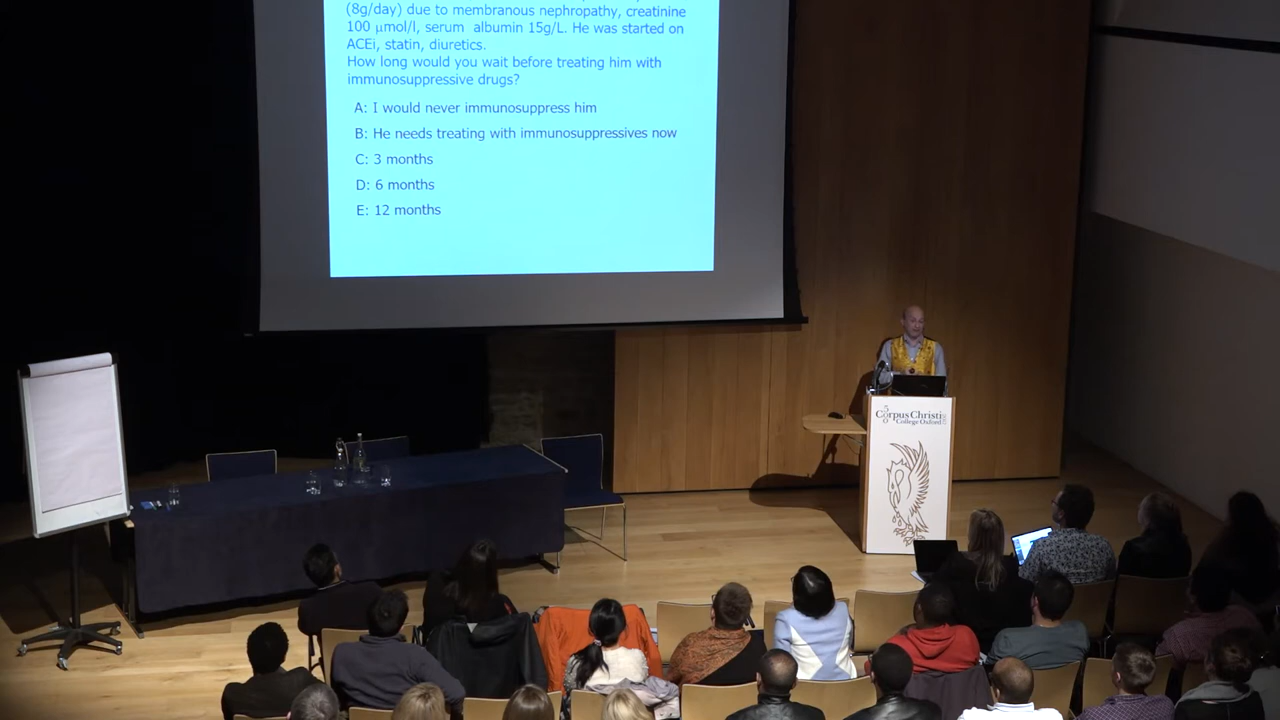 (8g/day) due to membranous nephropathy, creatinine
100 μmol/l, serum albumin 15g/L. He was started on
ACEi, statin, diuretics.
How long would you wait before treating him with
immunosuppressive drugs?
A: I would never immunosuppress him
B: He needs treating with immunosuppressives now
C: 3 months
D: 6 months
E: 12 months
Corpus Christi
College Oxford